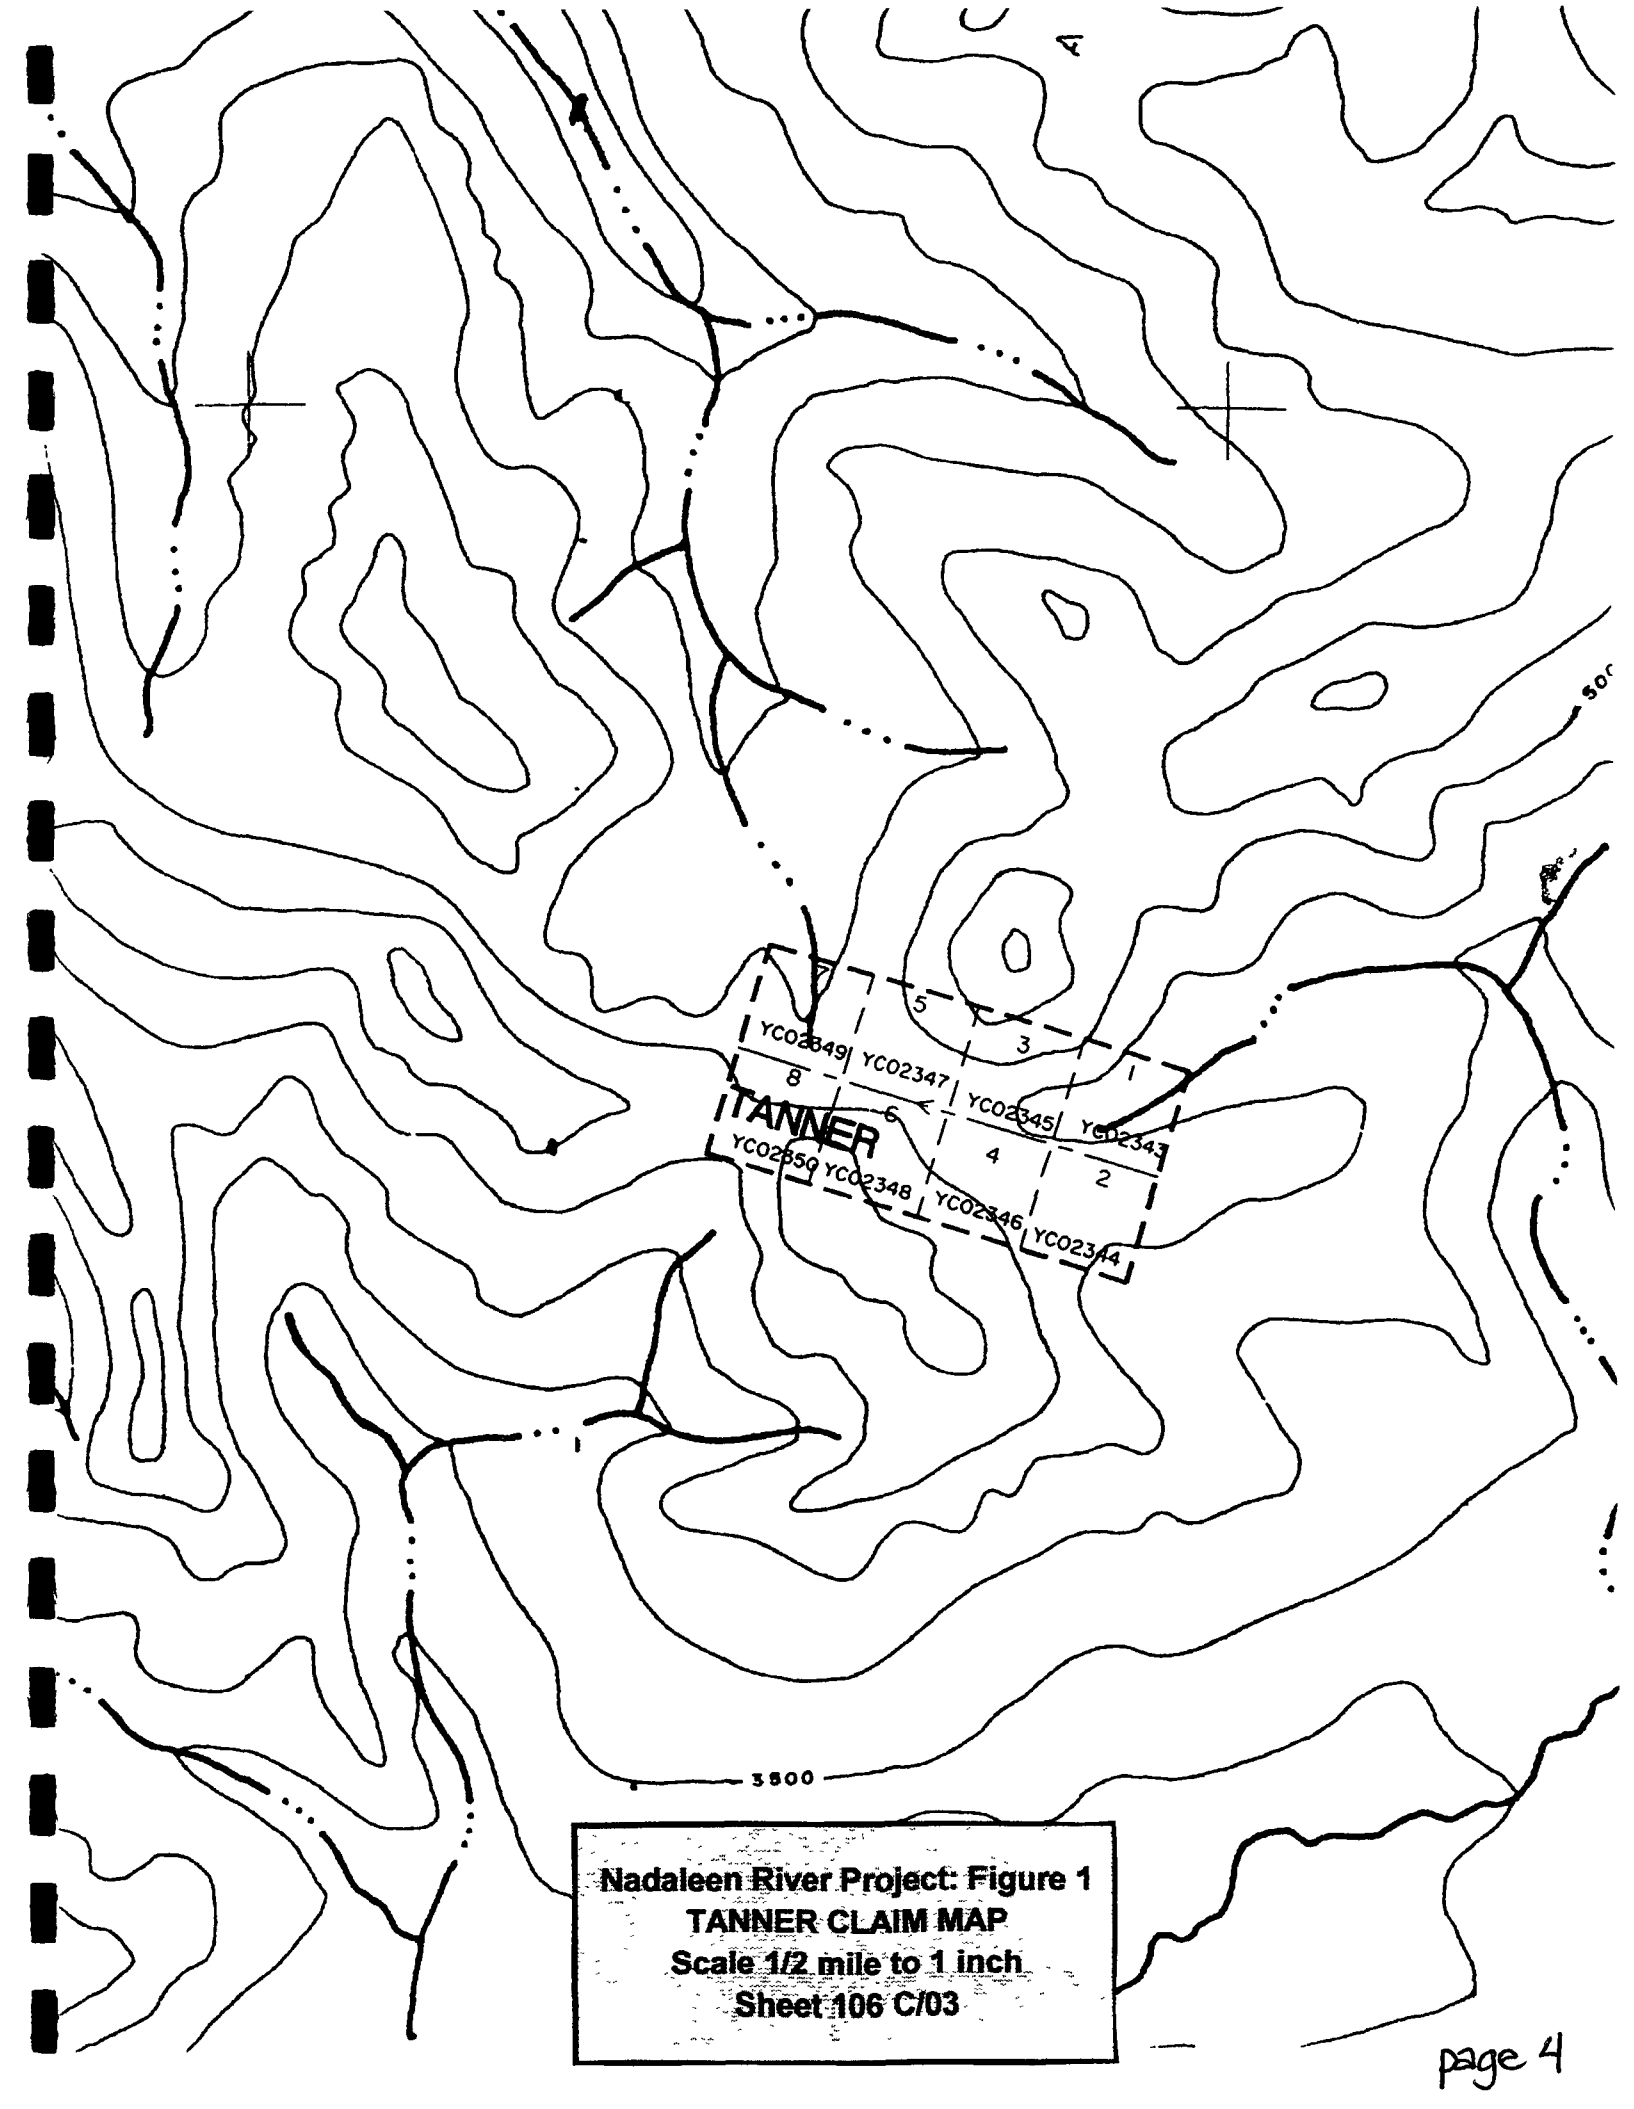 A
500
7
5
3
1
YC02349
YC02347
YC02345
YC02343
8
6
4
2
TANNER
YC02350
YC02348
YC02346
YC02344
3500
Nadaleen River Project: Figure 1
TANNER CLAIM MAP
Scale 1/2 mile to 1 inch
Sheet 106 C/03
page 4